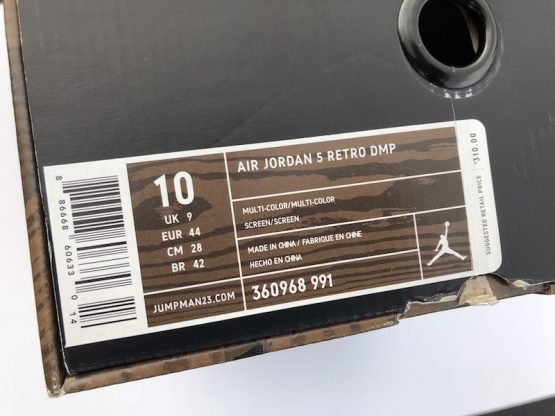 10
UK 9
EUR 44
CM 28
BR 42
JUMPMAN23.COM
AIR JORDAN 5 RETRO DMP
MULTI-COLOR/MULTI-COLOR
SCREEN/SCREEN
MADE IN CHINA / FABRIQUE EN CHINE
HECHO EN CHINA
360968 991
SUGGESTED RETAIL PRICE
$310.00
8 86668 60633 0 14